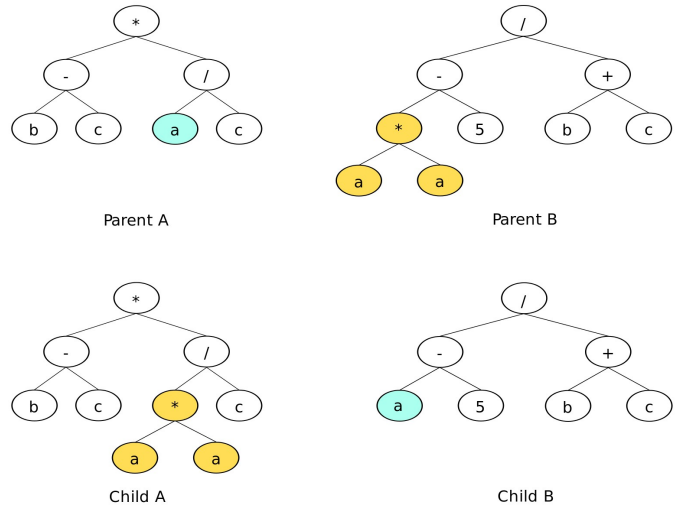 * /
- / - +
b c a c * 5 b c
a a
Parent A Parent B
* /
- / - +
b c * c a 5 b c
a a
Child A Child B